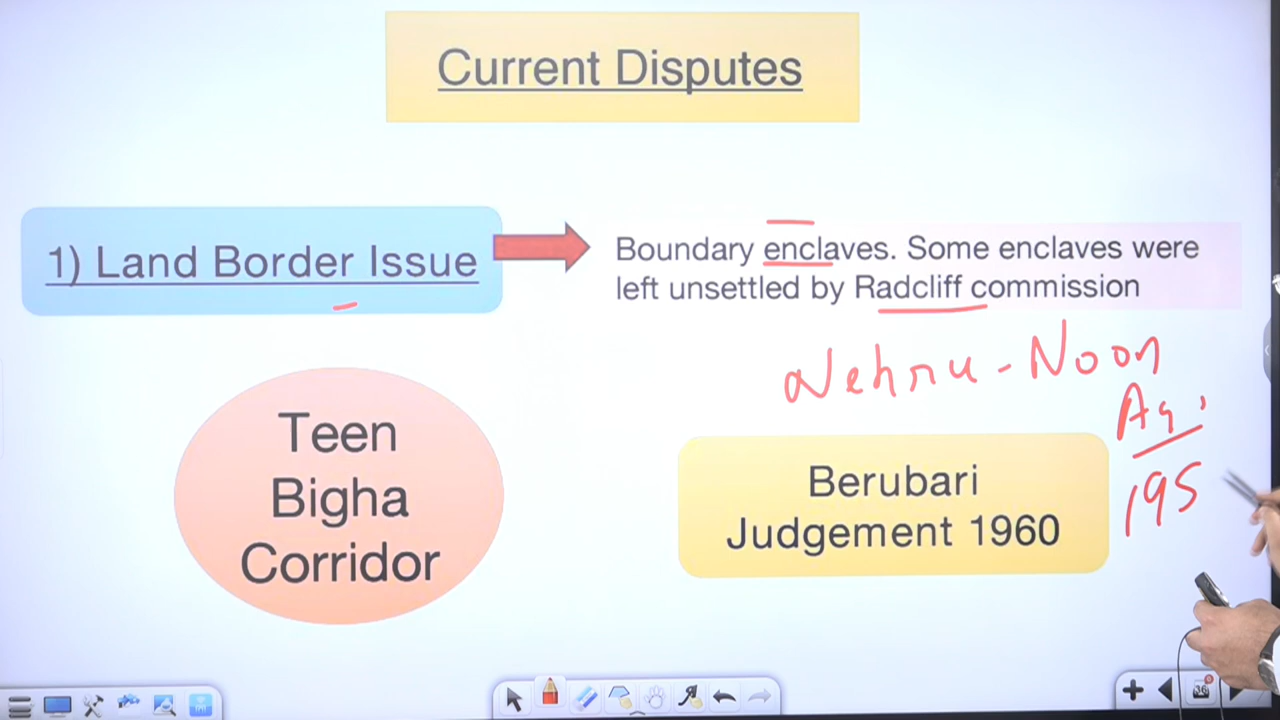 Current Disputes
1) Land Border Issue
Boundary enclaves. Some enclaves were
left unsettled by Radcliff commission
Nehru - Noon
Ag.
195
Teen
Bigha
Corridor
Berubari
Judgement 1960
36